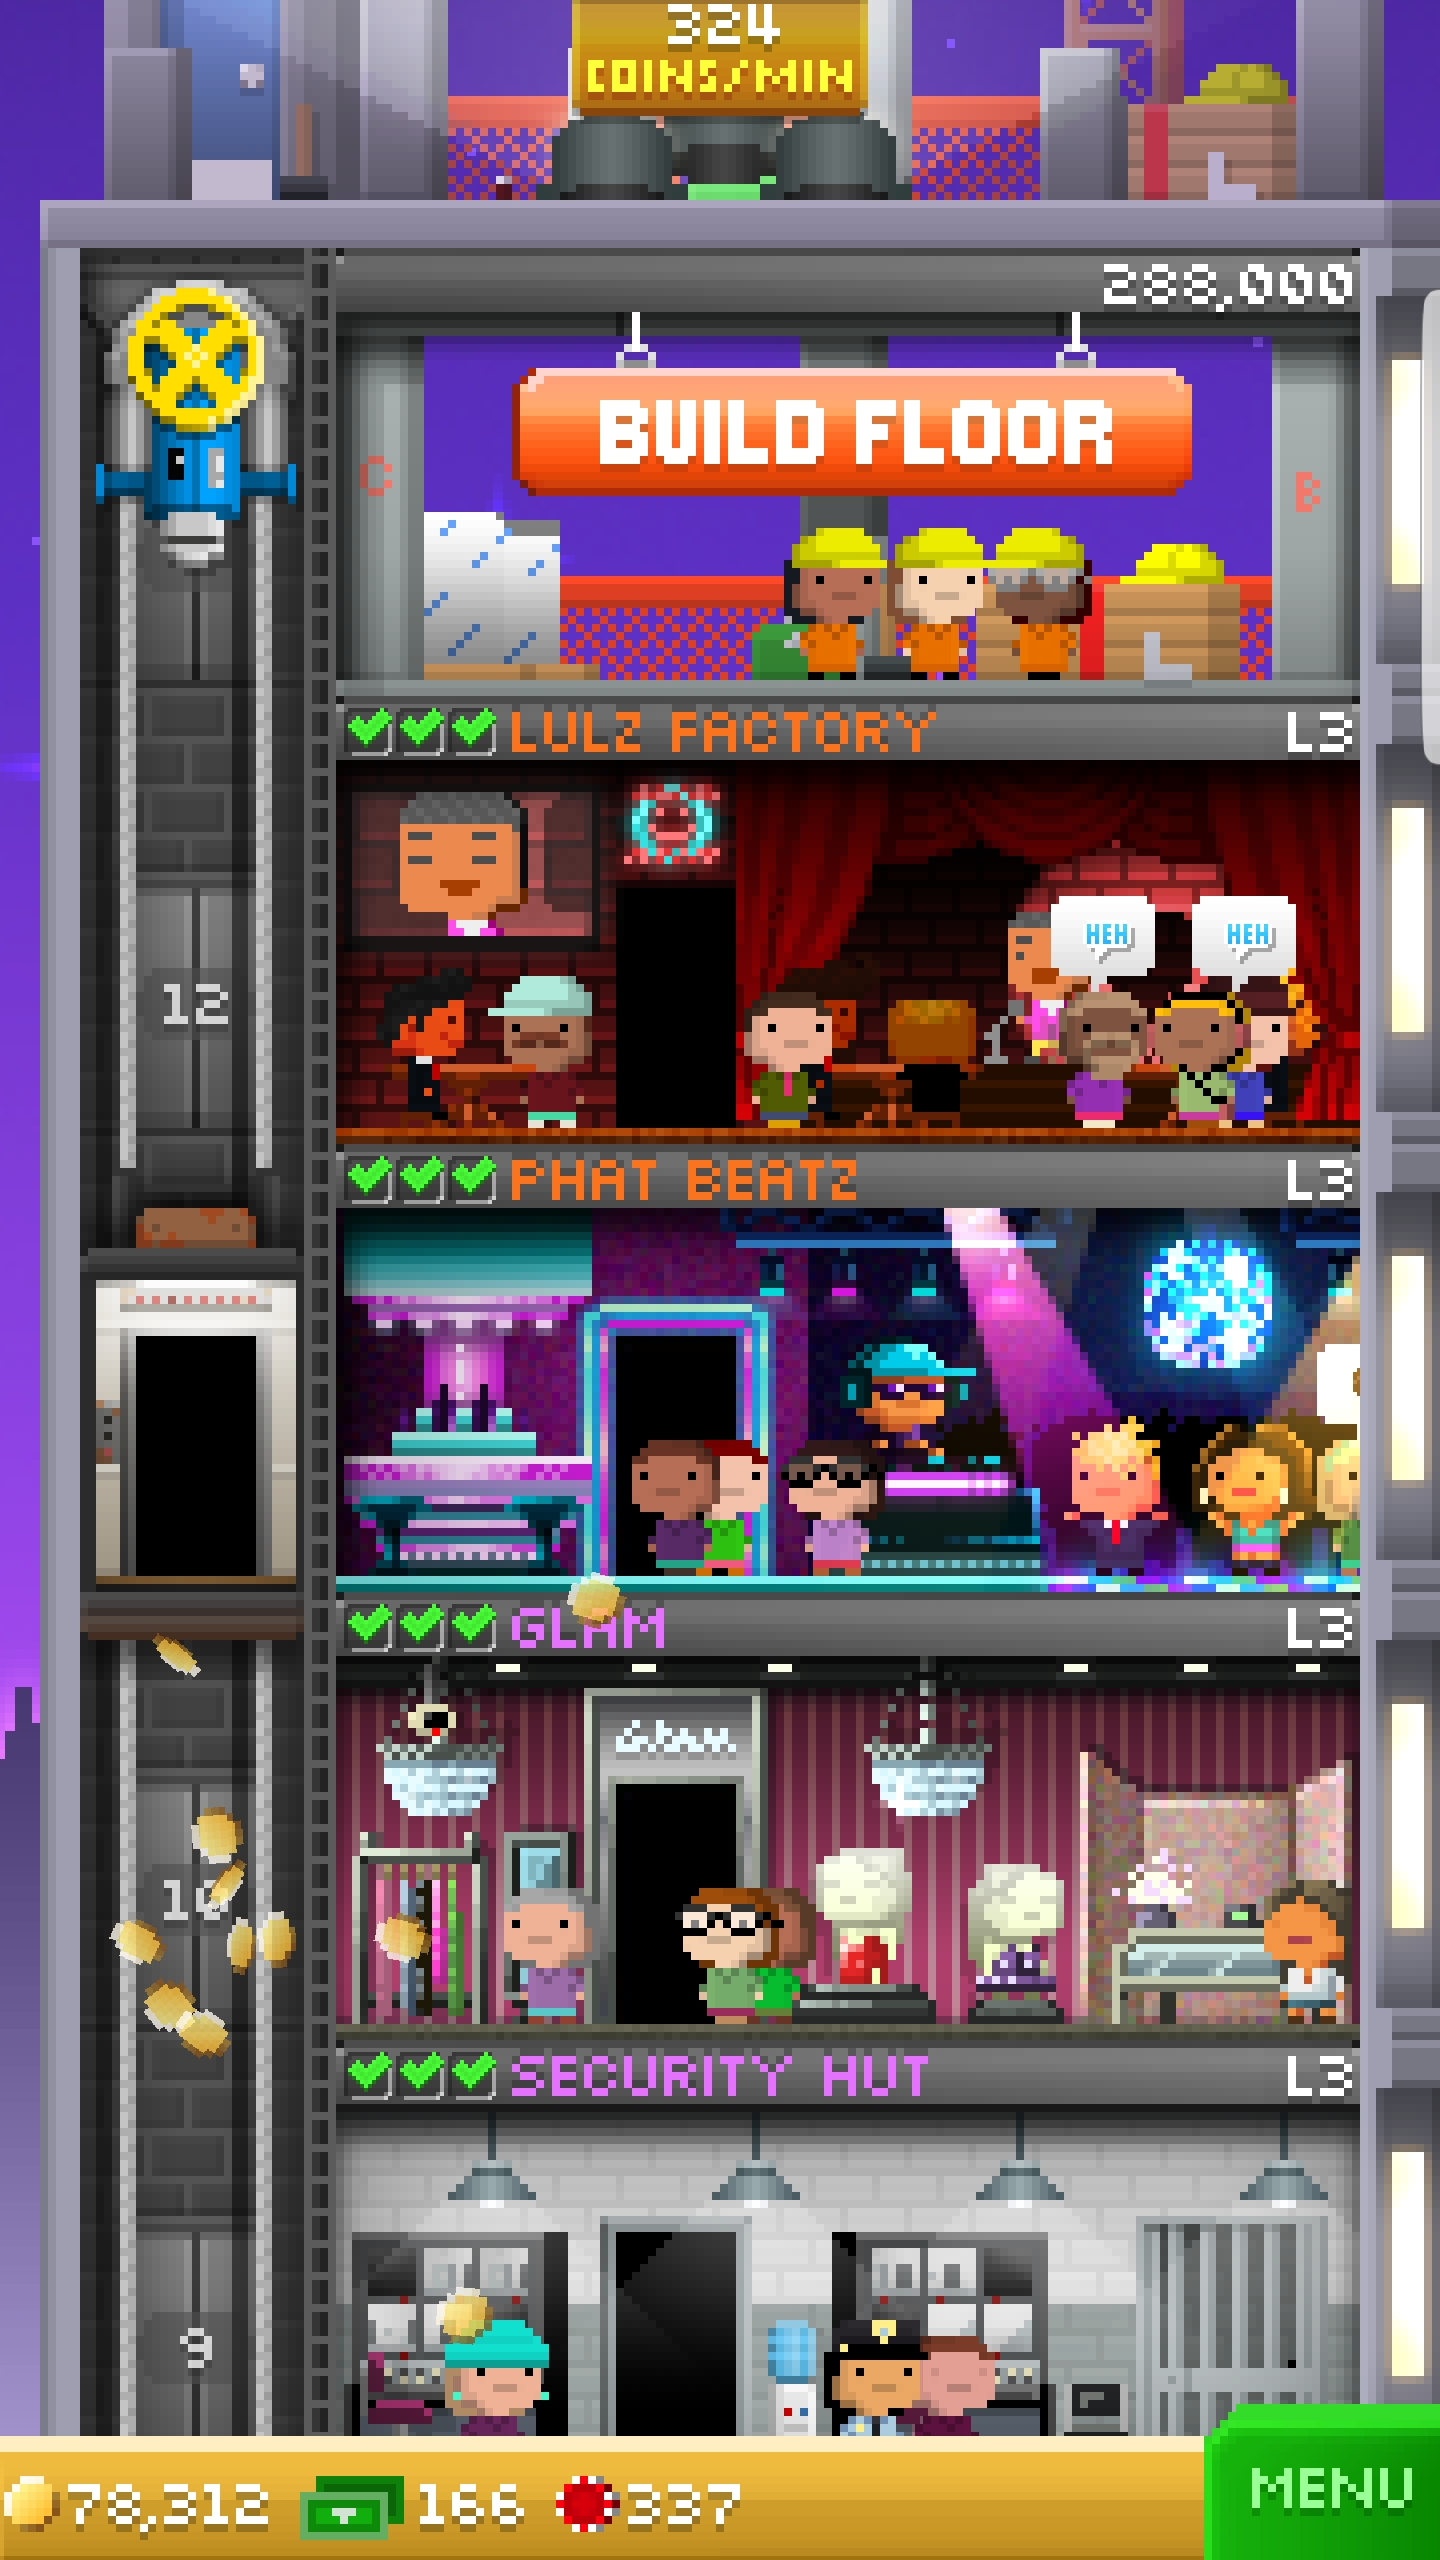 324
COINS/MIN
288,000
BUILD FLOOR
C
B
LULZ FACTORY L3
HEH HEH
12
PHAT BEATZ L3
GLAM L3
Glam
10
SECURITY HUT L3
9
78,312 166 337
MENU